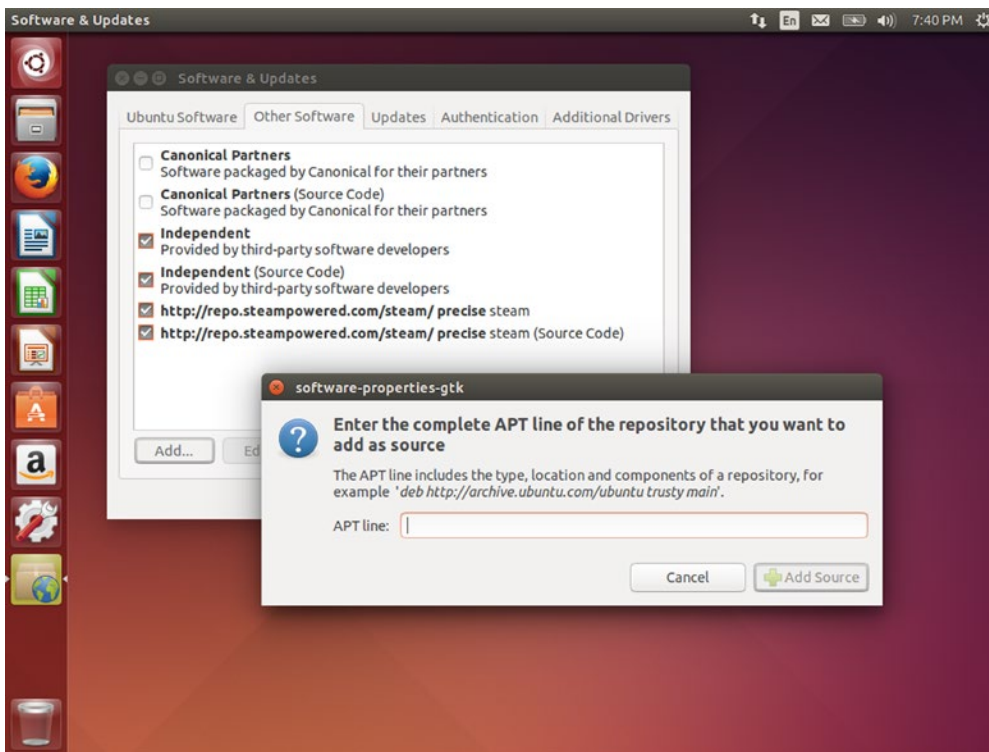 Software & Updates
En
7:40 PM
Software & Updates
Ubuntu Software
Other Software
Updates
Authentication
Additional Drivers
Canonical Partners
Software packaged by Canonical for their partners
Canonical Partners (Source Code)
Software packaged by Canonical for their partners
Independent
Provided by third-party software developers
Independent (Source Code)
Provided by third-party software developers
http://repo.steampowered.com/steam/ precise steam
http://repo.steampowered.com/steam/ precise steam (Source Code)
Add...
Ed
software-properties-gtk
Enter the complete APT line of the repository that you want to
add as source
The APT line includes the type, location and components of a repository, for
example 'deb http://archive.ubuntu.com/ubuntu trusty main'.
APT line:
Cancel
Add Source